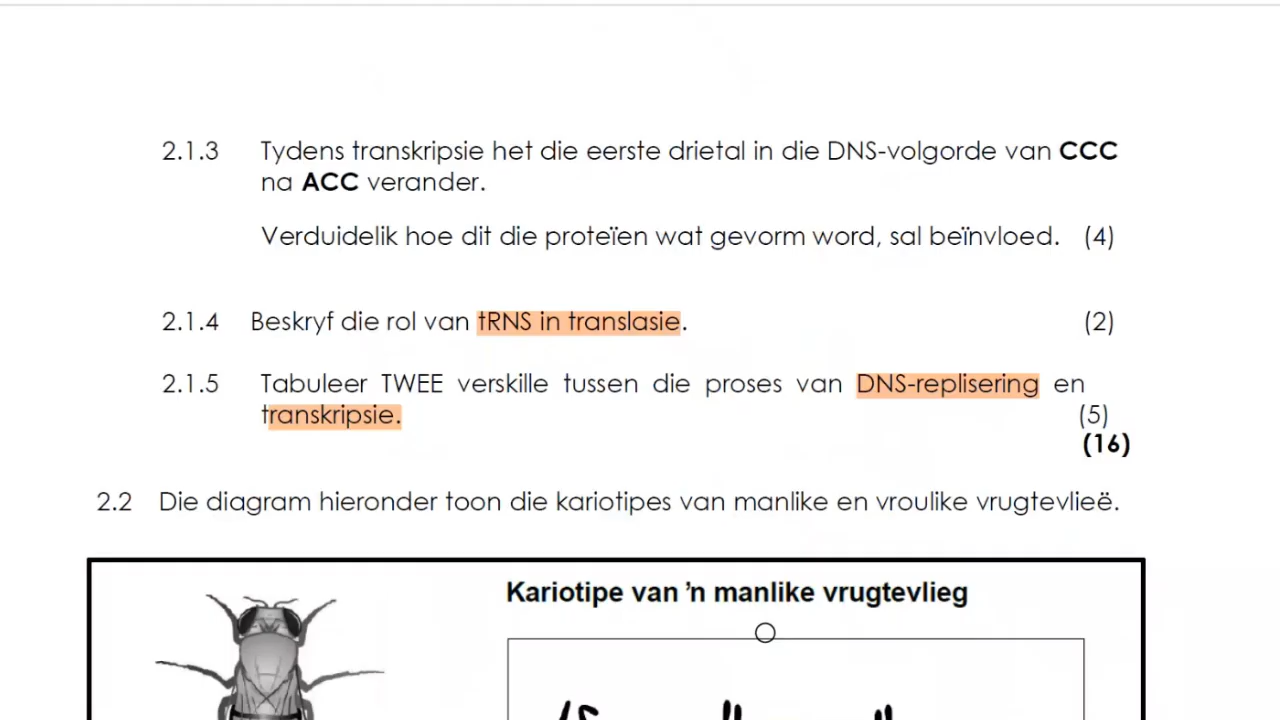 2.1.3 Tydens transkripsie het die eerste drietal in die DNS-volgorde van CCC
na ACC verander.
Verduidelik hoe dit die proteïen wat gevorm word, sal beïnvloed. (4)
2.1.4 Beskryf die rol van tRNS in translasie. (2)
2.1.5 Tabuleer TWEE verskille tussen die proses van DNS-replisering en
transkripsie. (5)
(16)
2.2 Die diagram hieronder toon die kariotipes van manlike en vroulike vrugtevlieë.
Kariotipe van 'n manlike vrugtevlieg